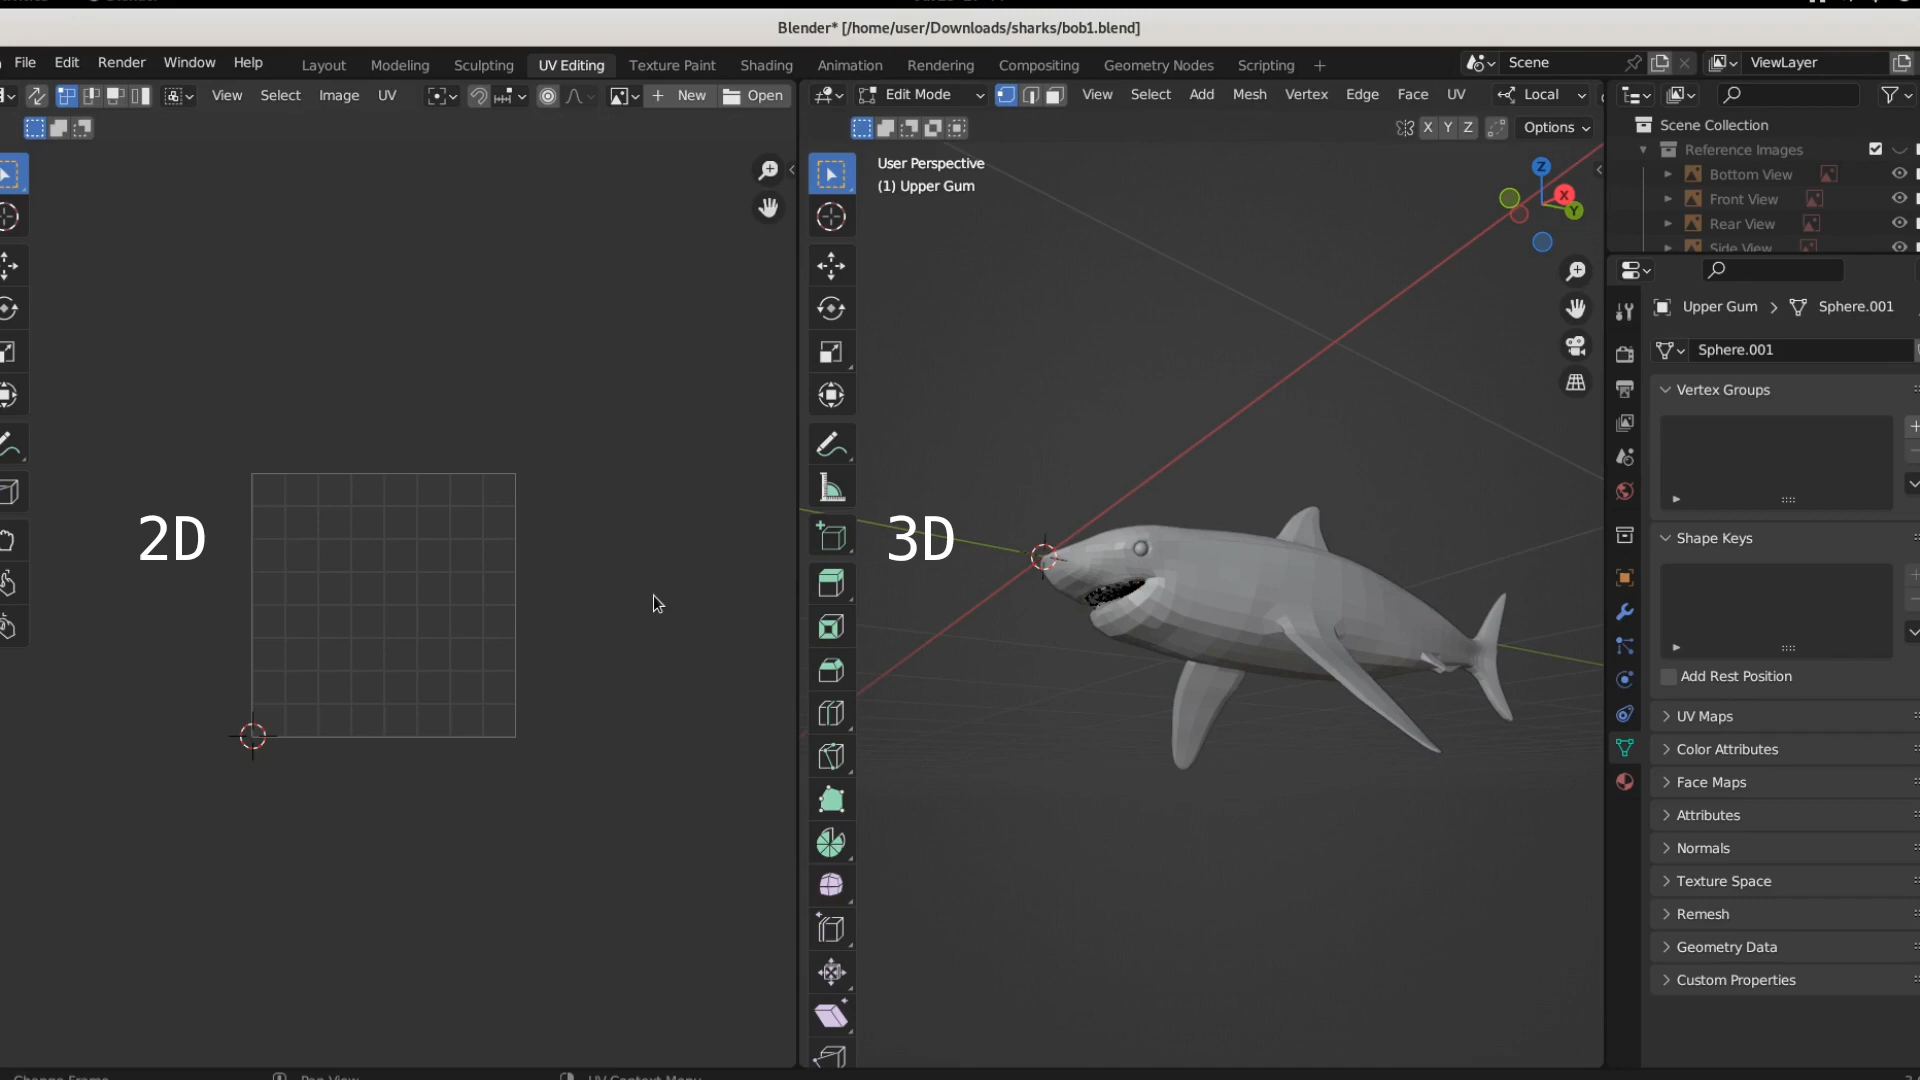 Blender* [/home/user/Downloads/sharks/bob1.blend]
File Edit Render Window Help Layout Modeling Sculpting UV Editing Texture Paint Shading Animation Rendering Compositing Geometry Nodes Scripting + Scene ViewLayer
View Select Image UV New Open Edit Mode View Select Add Mesh Vertex Edge Face UV Local
X Y Z Options
Scene Collection
Reference Images
Bottom View
Front View
Rear View
Side View
User Perspective
(1) Upper Gum
Z
X
Y
2D
3D
Upper Gum > Sphere.001
Sphere.001
Vertex Groups
Shape Keys
Add Rest Position
UV Maps
Color Attributes
Face Maps
Attributes
Normals
Texture Space
Remesh
Geometry Data
Custom Properties